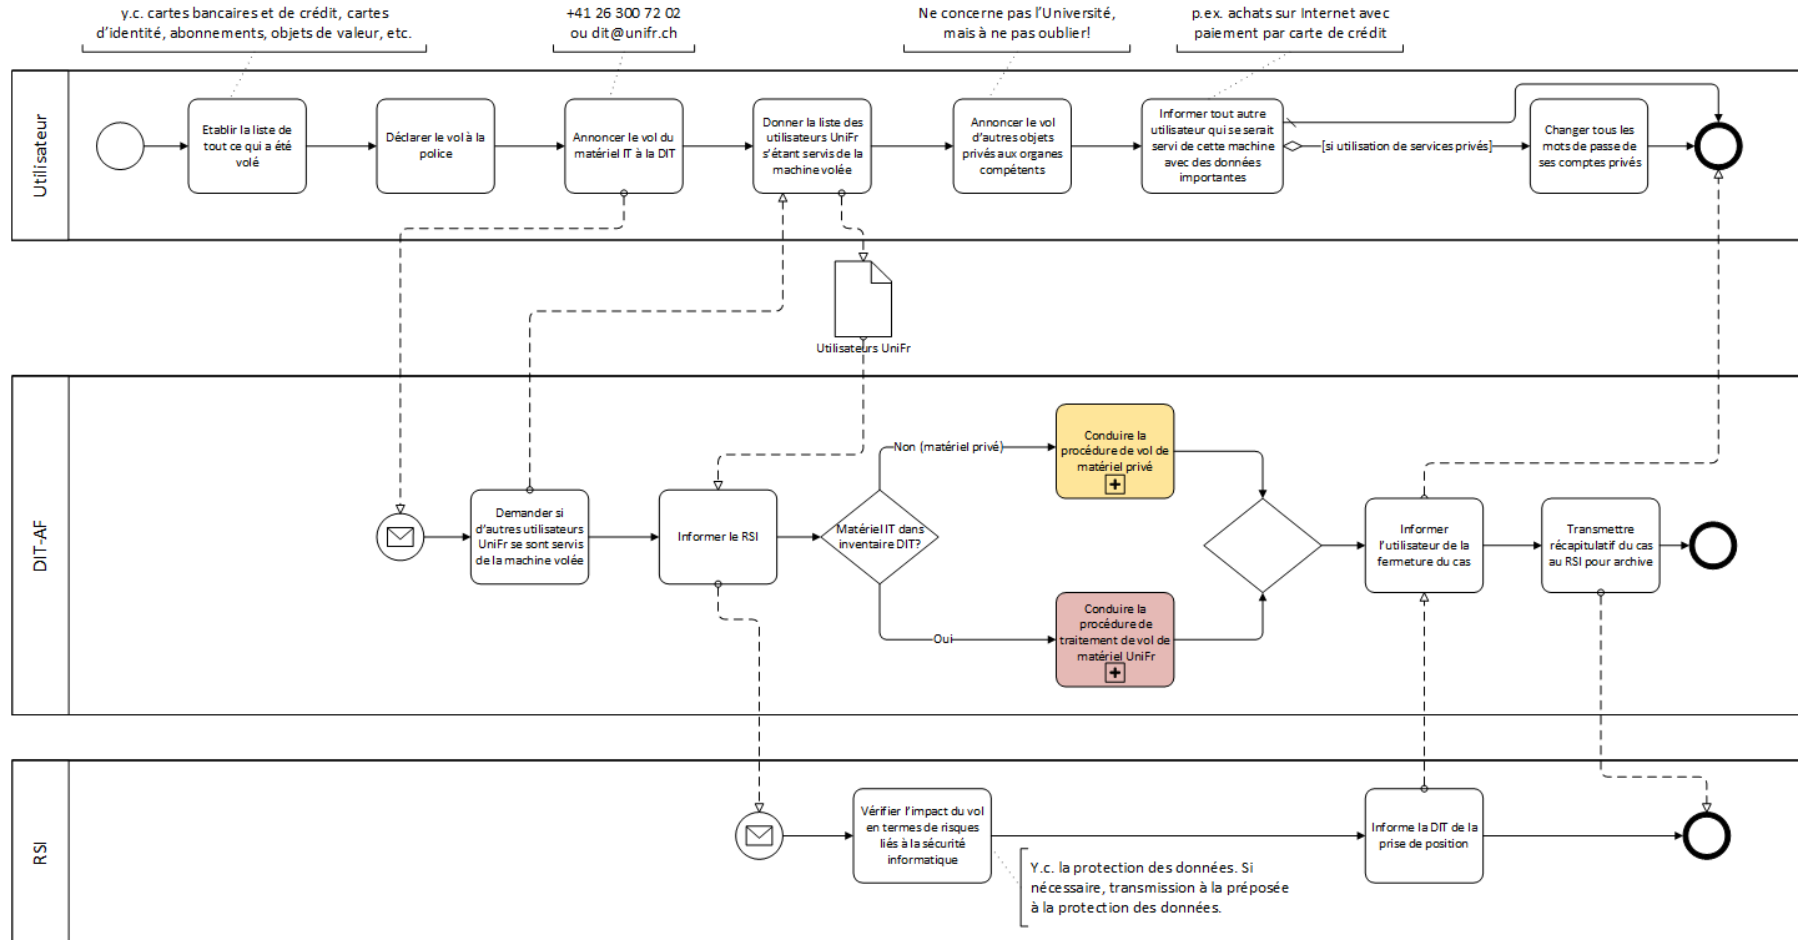 y.c. cartes bancaires et de crédit, cartes
d'identité, abonnements, objets de valeur, etc.
+41 26 300 72 02
ou dit@unifr.ch
Ne concerne pas l'Université,
mais à ne pas oublier!
p.ex. achats sur Internet avec
paiement par carte de crédit
Utilisateur
Etablir la liste de
tout ce qui a été
volé
Déclarer le vol à la
police
Annoncer le vol du
matériel IT à la DIT
Donner la liste des
utilisateurs UniFr
s'étant servis de la
machine volée
Annoncer le vol
d'autres objets
privés aux organes
compétents
Informer tout autre
utilisateur qui se serait
servi de cette machine
avec des données
importantes
[si utilisation de services privés]
Changer tous les
mots de passe de
ses comptes privés
Utilisateurs UniFr
DIT-AF
Demander si
d'autres utilisateurs
UniFr se sont servis
de la machine volée
Informer le RSI
Matériel IT dans
inventaire DIT?
Non (matériel privé)
Oui
Conduire la
procédure de vol de
matériel privé
Conduire la
procédure de
traitement de vol de
matériel UniFr
Informer
l'utilisateur de la
fermeture du cas
Transmettre
récapitulatif du cas
au RSI pour archive
RSI
Vérifier l'impact du vol
en termes de risques
liés à la sécurité
informatique
Y.c. la protection des données. Si
nécessaire, transmission à la préposée
à la protection des données.
Informe la DIT de la
prise de position